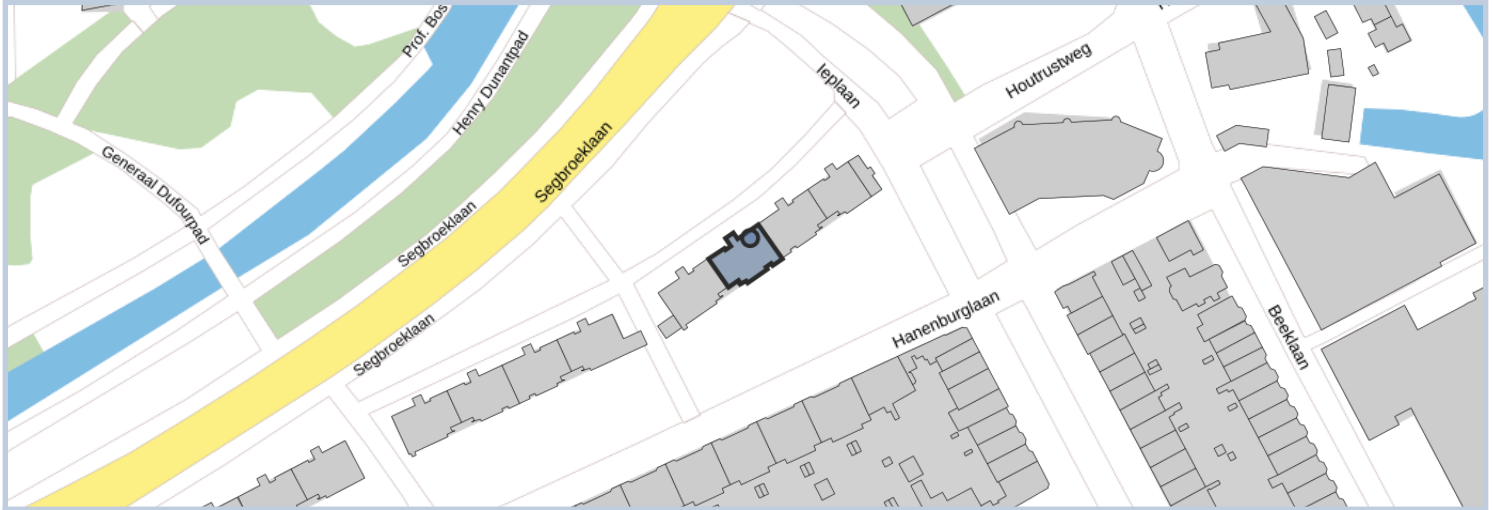 Prof. Bos
Henry Dunantpad
Ieplaan
Houtrustweg
Segbroeklaan
Generaal Dufourpad
Segbroeklaan
Segbroeklaan
Hanenburglaan
Beeklaan